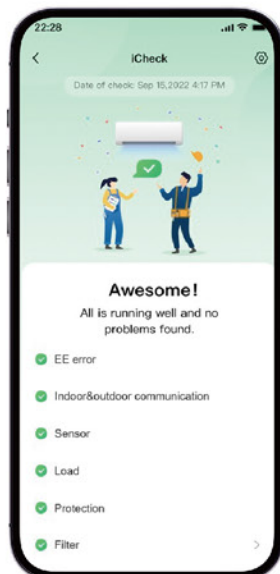 22:28
iCheck
Date of check: Sep 15,2022 4:17 PM
Awesome!
All is running well and no
problems found.
EE error
Indoor&outdoor communication
Sensor
Load
Protection
Filter